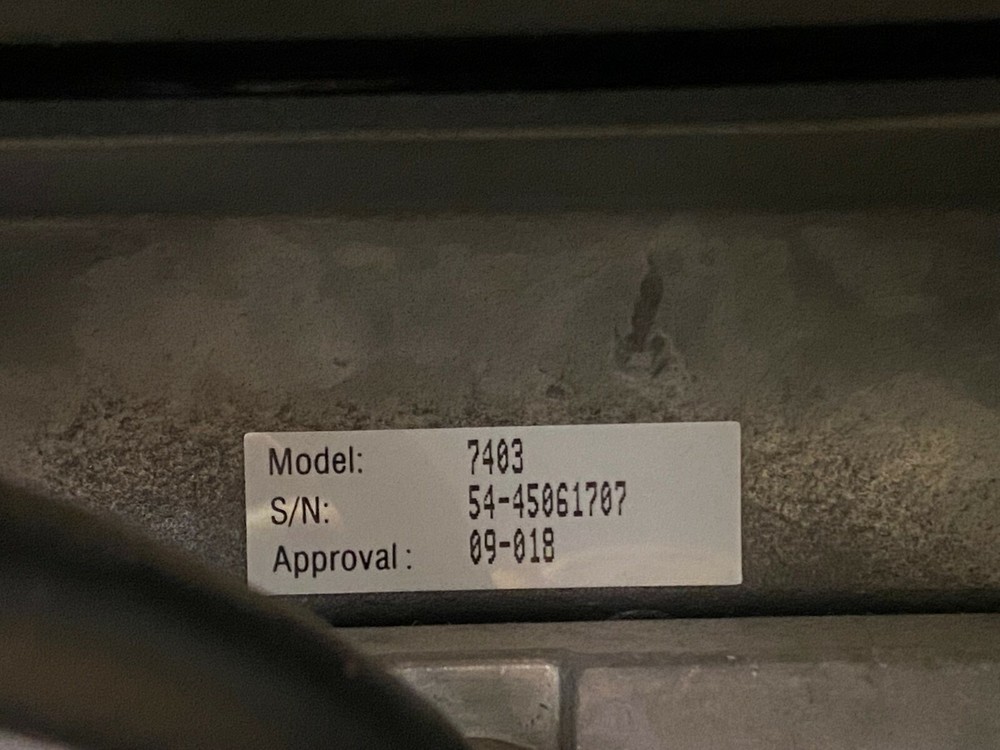 Model: 7403
S/N: 54-45061707
Approval: 09-018